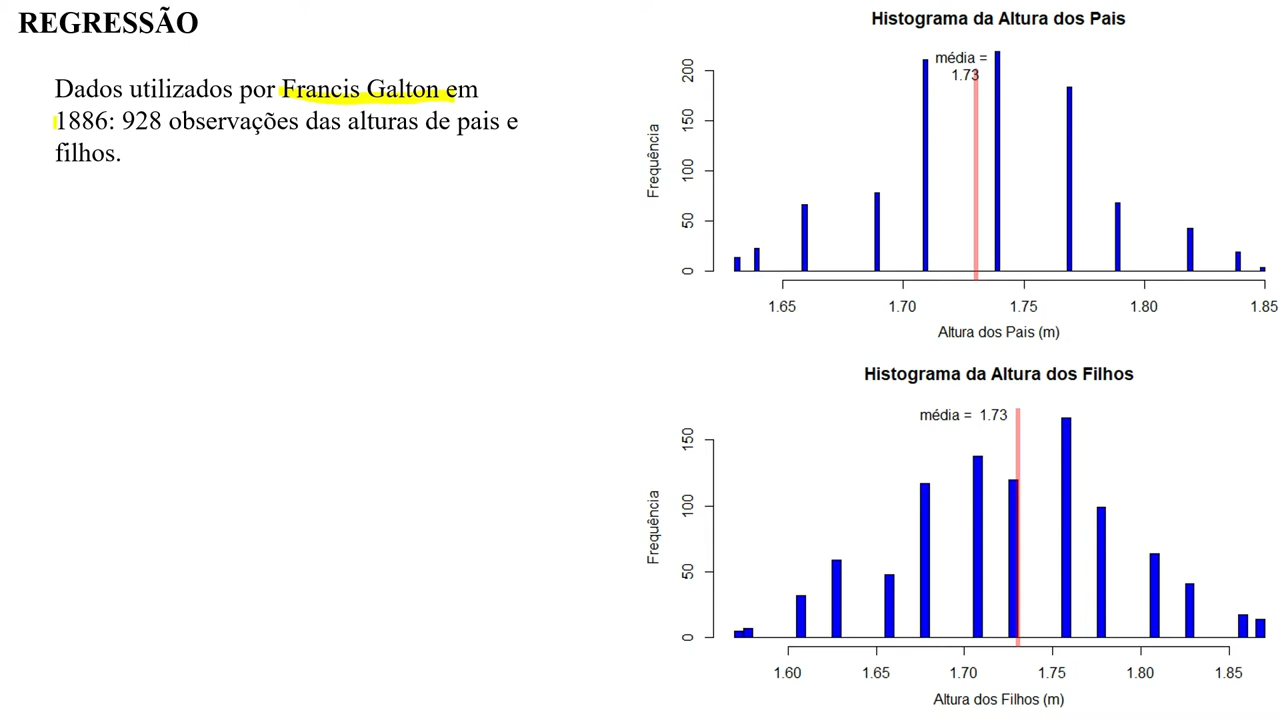 REGRESSÃO
Dados utilizados por Francis Galton em
1886: 928 observações das alturas de pais e
filhos.
Histograma da Altura dos Pais
média =
1.73
Frequência
200
150
100
50
0
1.65 1.70 1.75 1.80 1.85
Altura dos Pais (m)
Histograma da Altura dos Filhos
média = 1.73
Frequência
150
100
50
0
1.60 1.65 1.70 1.75 1.80 1.85
Altura dos Filhos (m)